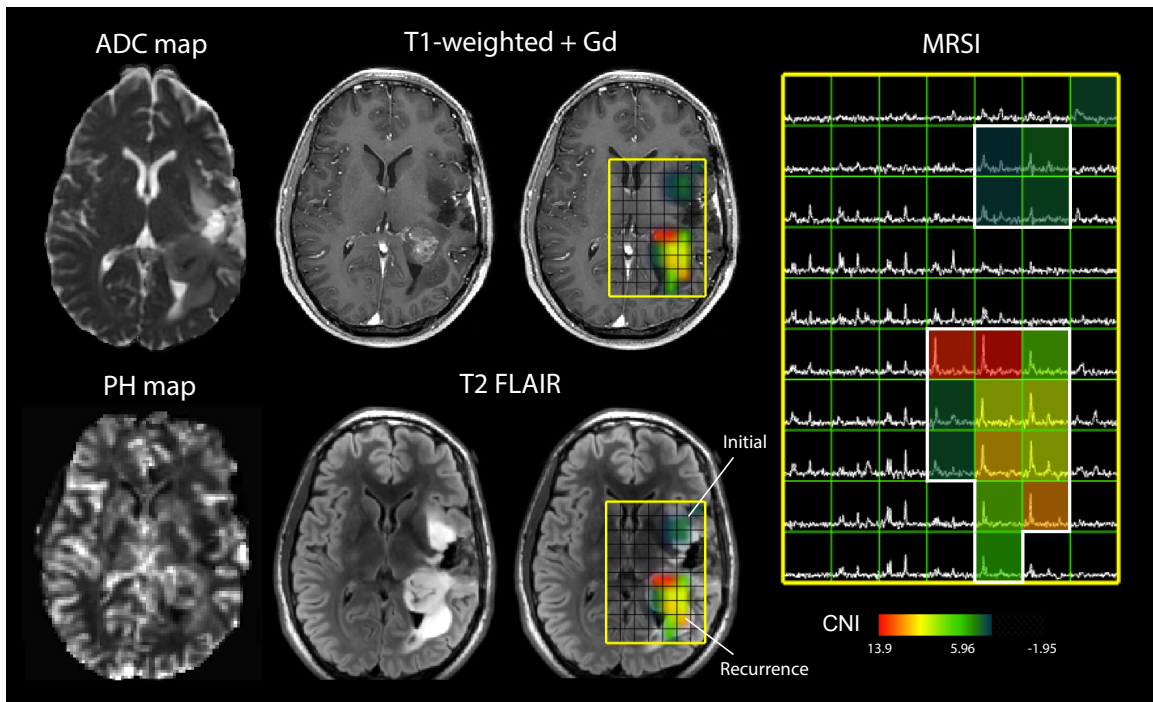 ADC map
T1-weighted + Gd
MRSI
PH map
T2 FLAIR
Initial
Recurrence
CNI
13.9 5.96 -1.95